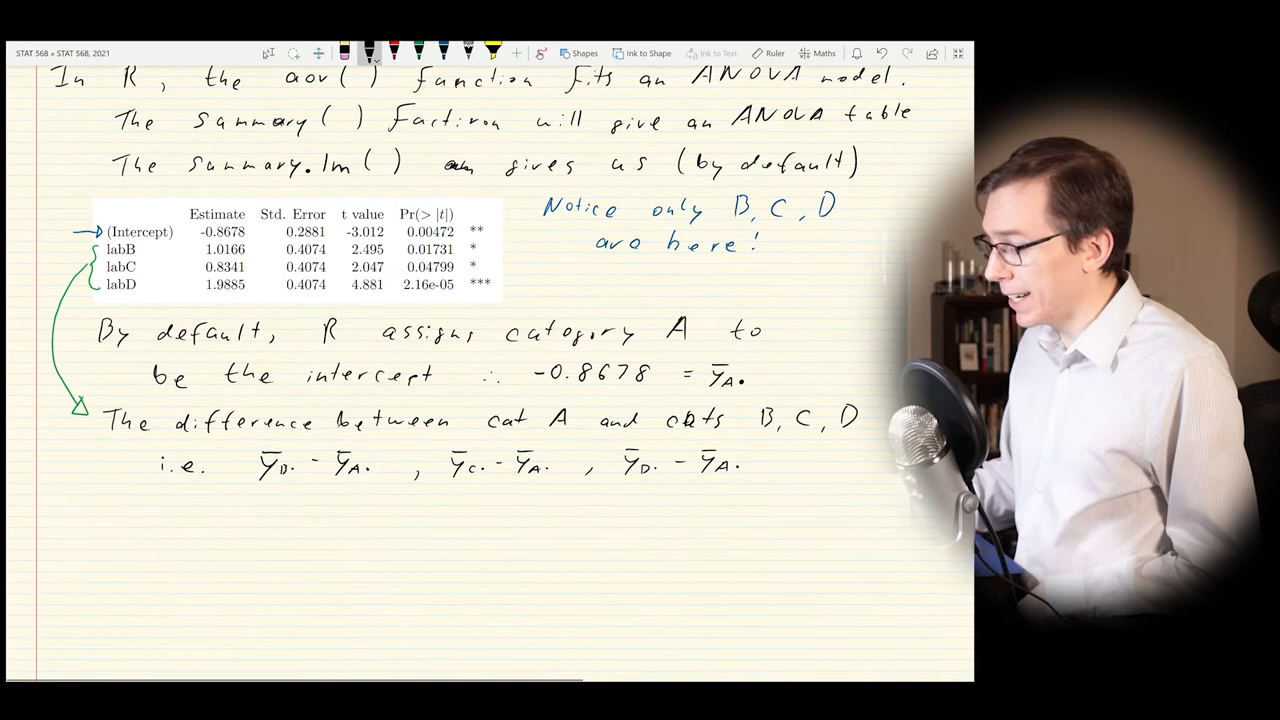 STAT 568 » STAT 568, 2021
Shapes Ink to Shape Ink to Text Ruler Maths
In R, the aov( ) function fits an ANOVA model.
The summary( ) Factiron will give an ANOVA table
The summary.lm( ) gives us (by default)
Estimate Std. Error t value Pr(> |t|)
(Intercept) -0.8678 0.2881 -3.012 0.00472 **
labB 1.0166 0.4074 2.495 0.01731 *
labC 0.8341 0.4074 2.047 0.04799 *
labD 1.9885 0.4074 4.881 2.16e-05 ***
Notice only B, C, D
are here!
By default, R assigns category A to
be the intercept ∴ -0.8678 = ȳA.
The difference between cat A and cats B, C, D
i.e. ȳB. - ȳA. , ȳC. - ȳA. , ȳD. - ȳA.